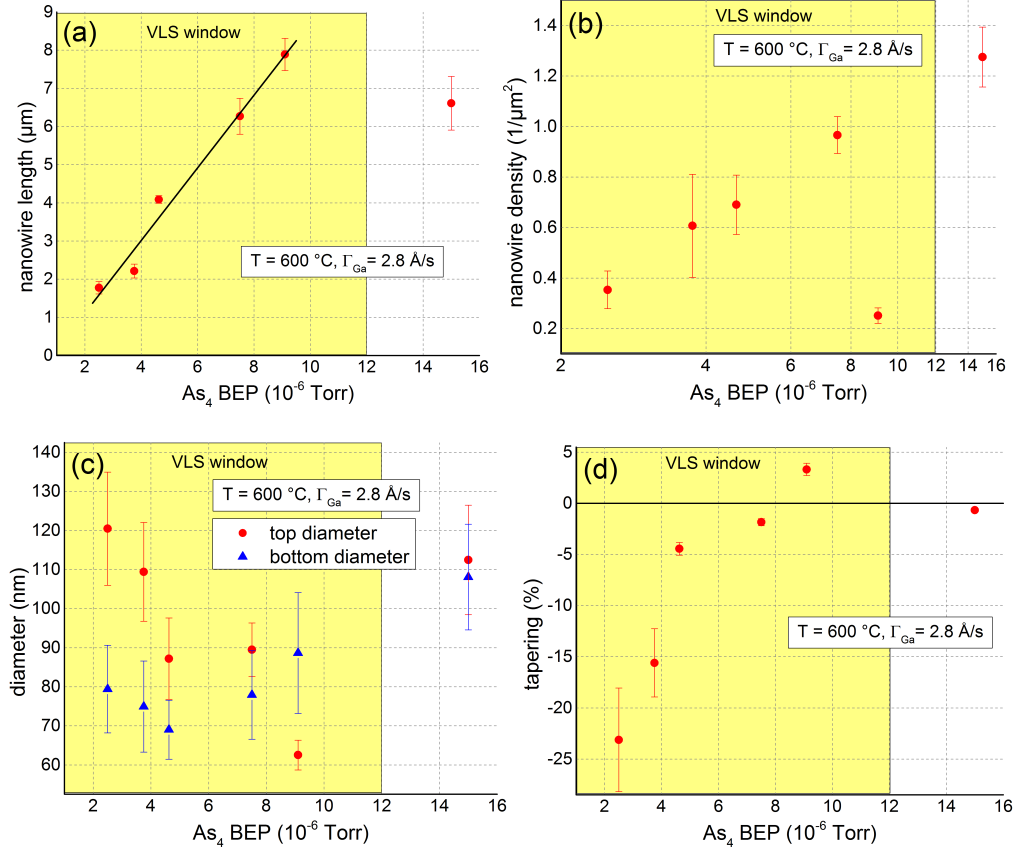 (a)
VLS window
T = 600 °C, Γ_Ga = 2.8 Å/s
nanowire length (µm)
9
8
7
6
5
4
3
2
1
0
2 4 6 8 10 12 14 16
As₄ BEP (10⁻⁶ Torr)
(b)
VLS window
T = 600 °C, Γ_Ga = 2.8 Å/s
nanowire density (1/µm²)
1.4
1.2
1.0
0.8
0.6
0.4
0.2
2 4 6 8 10 12 14 16
As₄ BEP (10⁻⁶ Torr)
(c)
VLS window
T = 600 °C, Γ_Ga = 2.8 Å/s
top diameter
bottom diameter
diameter (nm)
140
130
120
110
100
90
80
70
60
2 4 6 8 10 12 14 16
As₄ BEP (10⁻⁶ Torr)
(d)
VLS window
T = 600 °C, Γ_Ga = 2.8 Å/s
tapering (%)
5
0
-5
-10
-15
-20
-25
2 4 6 8 10 12 14 16
As₄ BEP (10⁻⁶ Torr)